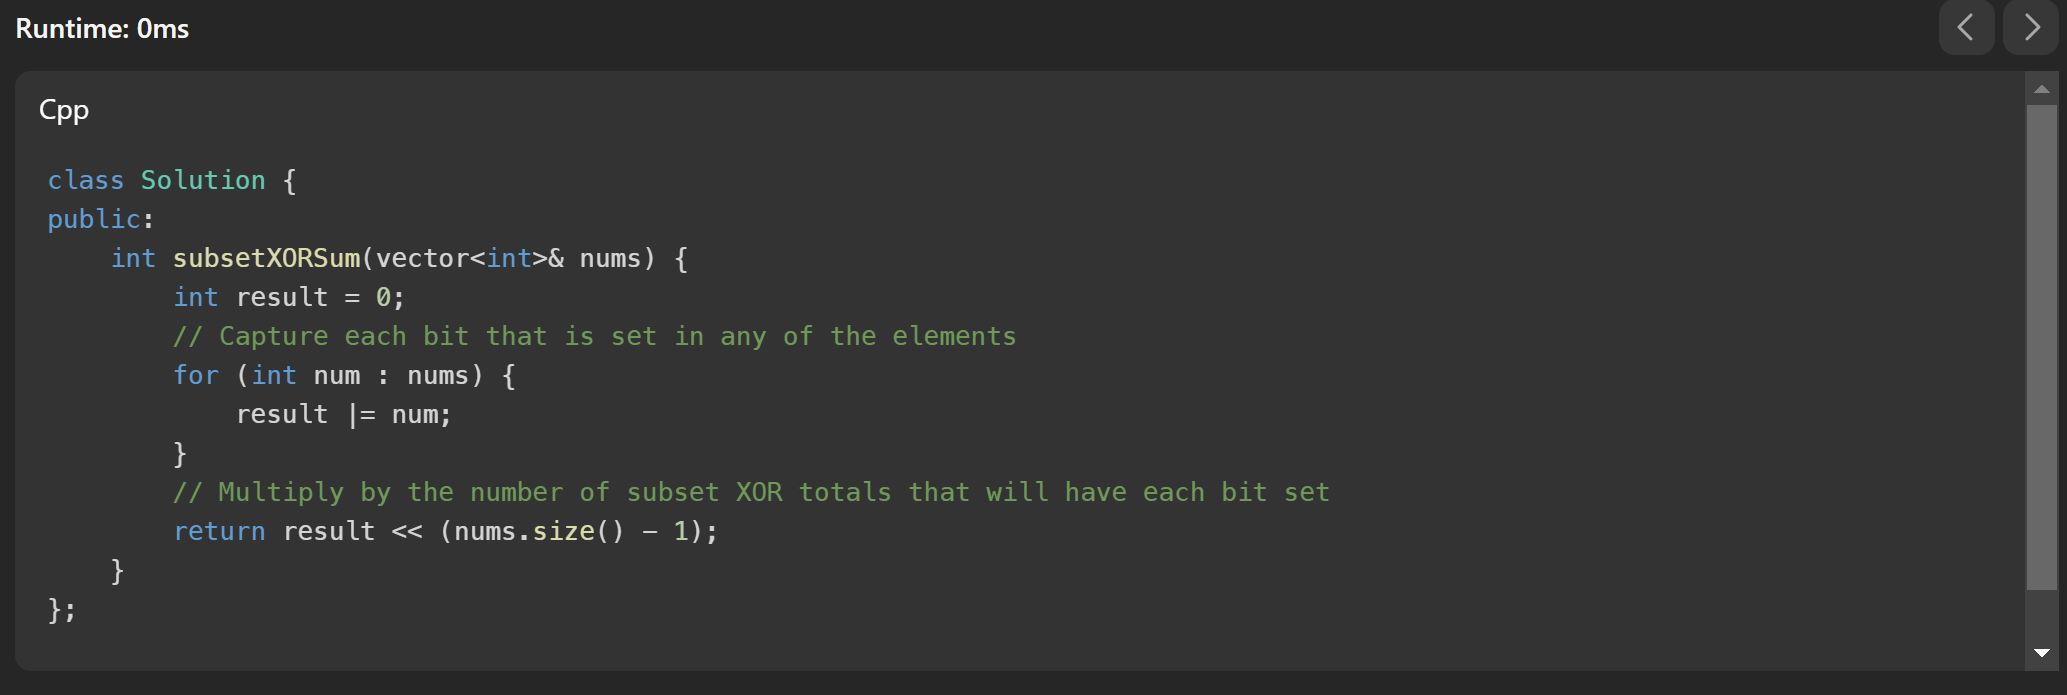 Runtime: 0ms
Cpp
class Solution {
public:
    int subsetXORSum(vector<int>& nums) {
        int result = 0;
        // Capture each bit that is set in any of the elements
        for (int num : nums) {
            result |= num;
        }
        // Multiply by the number of subset XOR totals that will have each bit set
        return result << (nums.size() - 1);
    }
};